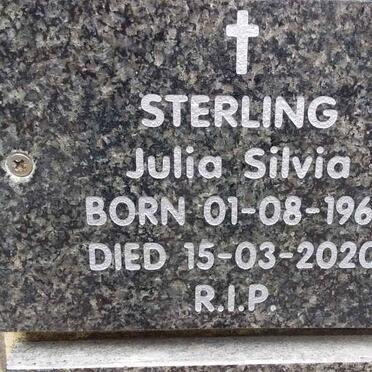 STERLING
Julia Silvia
BORN 01-08-196
DIED 15-03-2020
R.I.P.